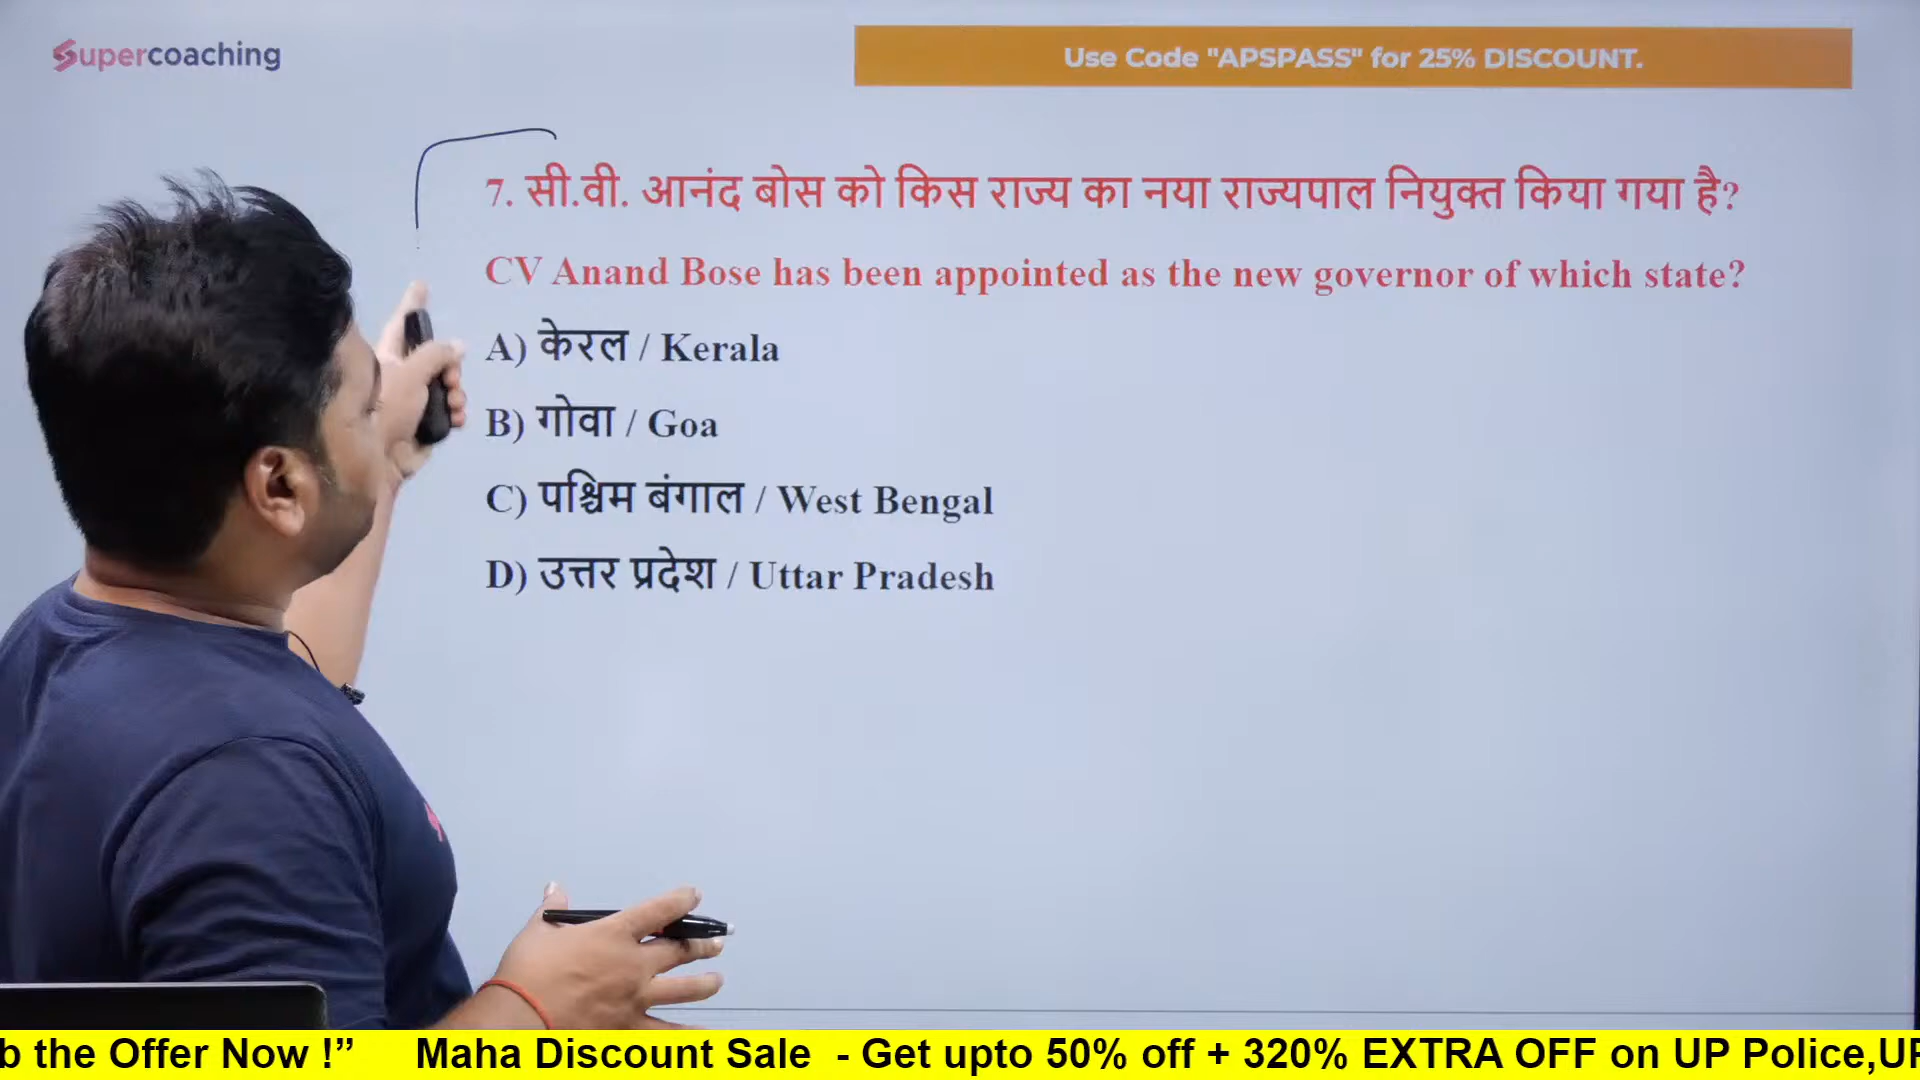 Supercoaching
Use Code "APSPASS" for 25% DISCOUNT.
7. सी.वी. आनंद बोस को किस राज्य का नया राज्यपाल नियुक्त किया गया है?
CV Anand Bose has been appointed as the new governor of which state?
A) केरल / Kerala
B) गोवा / Goa
C) पश्चिम बंगाल / West Bengal
D) उत्तर प्रदेश / Uttar Pradesh
b the Offer Now !” Maha Discount Sale - Get upto 50% off + 320% EXTRA OFF on UP Police,UP